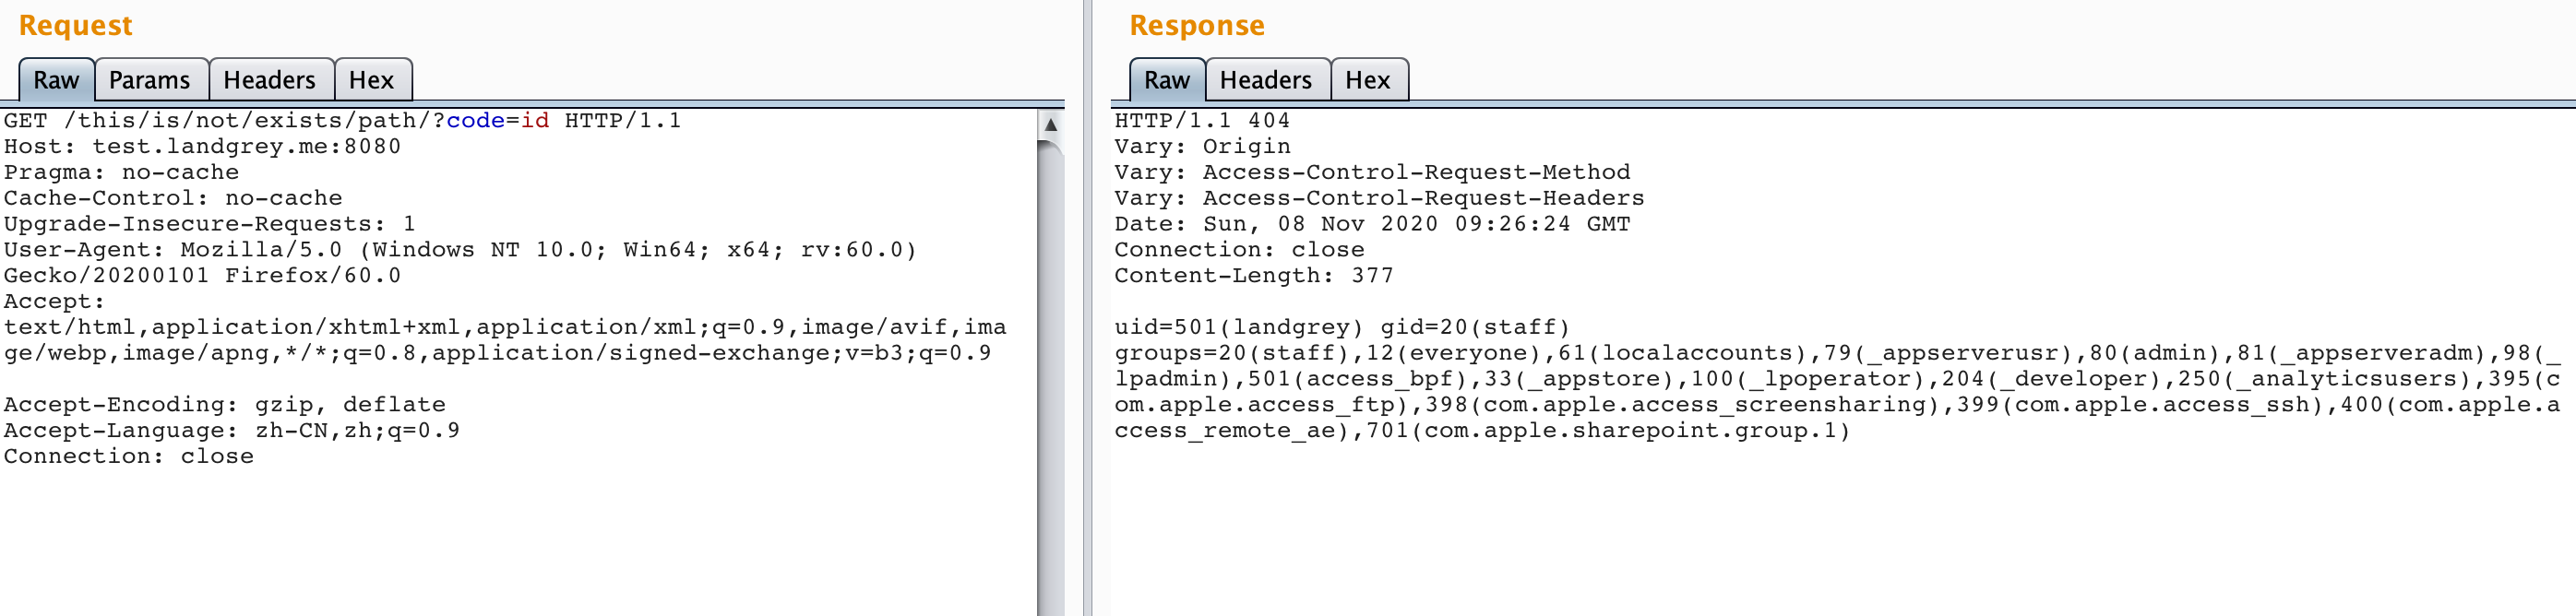 Request
Raw Params Headers Hex
GET /this/is/not/exists/path/?code=id HTTP/1.1
Host: test.landgrey.me:8080
Pragma: no-cache
Cache-Control: no-cache
Upgrade-Insecure-Requests: 1
User-Agent: Mozilla/5.0 (Windows NT 10.0; Win64; x64; rv:60.0)
Gecko/20200101 Firefox/60.0
Accept:
text/html,application/xhtml+xml,application/xml;q=0.9,image/avif,ima
ge/webp,image/apng,*/*;q=0.8,application/signed-exchange;v=b3;q=0.9
Accept-Encoding: gzip, deflate
Accept-Language: zh-CN,zh;q=0.9
Connection: close
Response
Raw Headers Hex
HTTP/1.1 404
Vary: Origin
Vary: Access-Control-Request-Method
Vary: Access-Control-Request-Headers
Date: Sun, 08 Nov 2020 09:26:24 GMT
Connection: close
Content-Length: 377
uid=501(landgrey) gid=20(staff)
groups=20(staff),12(everyone),61(localaccounts),79(_appserverusr),80(admin),81(_appserveradm),98(_
lpadmin),501(access_bpf),33(_appstore),100(_lpoperator),204(_developer),250(_analyticsusers),395(c
om.apple.access_ftp),398(com.apple.access_screensharing),399(com.apple.access_ssh),400(com.apple.a
ccess_remote_ae),701(com.apple.sharepoint.group.1)